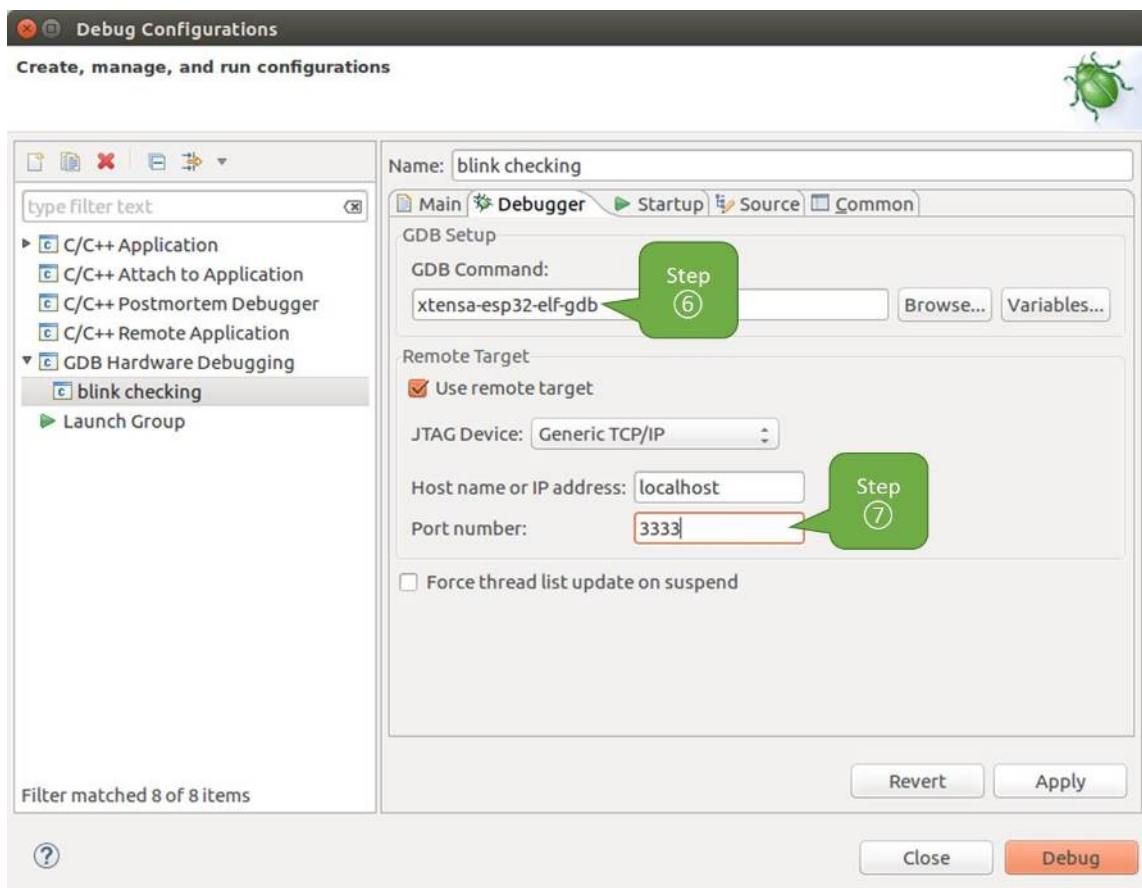 Debug Configurations
Create, manage, and run configurations
type filter text
C/C++ Application
C/C++ Attach to Application
C/C++ Postmortem Debugger
C/C++ Remote Application
GDB Hardware Debugging
blink checking
Launch Group
Filter matched 8 of 8 items
Name: blink checking
Main Debugger Startup Source Common
GDB Setup
GDB Command:
xtensa-esp32-elf-gdb Browse... Variables...
Step
⑥
Remote Target
Use remote target
JTAG Device: Generic TCP/IP
Host name or IP address: localhost
Port number: 3333
Step
⑦
Force thread list update on suspend
Revert Apply
? Close Debug